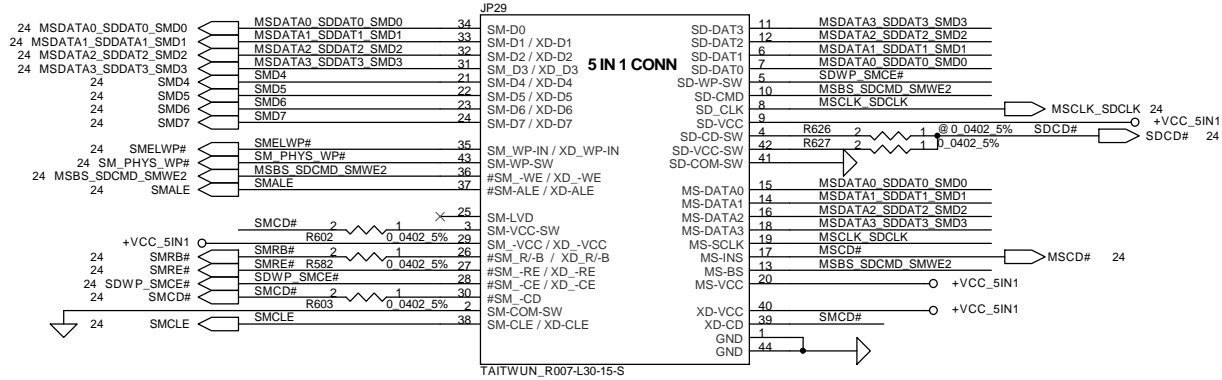 JP29
5 IN 1 CONN
24 MSDATA0_SDDAT0_SMD0 MSDATA0_SDDAT0_SMD0 34 SM-D0
24 MSDATA1_SDDAT1_SMD1 MSDATA1_SDDAT1_SMD1 33 SM-D1 / XD-D1
24 MSDATA2_SDDAT2_SMD2 MSDATA2_SDDAT2_SMD2 32 SM-D2 / XD-D2
24 MSDATA3_SDDAT3_SMD3 MSDATA3_SDDAT3_SMD3 31 SM_D3 / XD_D3
24 SMD4 SMD4 21 SM-D4 / XD-D4
24 SMD5 SMD5 22 SM-D5 / XD-D5
24 SMD6 SMD6 23 SM-D6 / XD-D6
24 SMD7 SMD7 24 SM-D7 / XD-D7
24 SMELWP# SMELWP# 35 SM_WP-IN / XD_WP-IN
24 SM_PHYS_WP# SM_PHYS_WP# 43 SM-WP-SW
24 MSBS_SDCMD_SMWE2 MSBS_SDCMD_SMWE2 36 #SM_-WE / XD_-WE
24 SMALE SMALE 37 #SM-ALE / XD-ALE
25 SM-LVD
SMCD# 2 1 3 SM-VCC-SW
R602 0_0402_5%
+VCC_5IN1 29 SM_-VCC / XD_-VCC
24 SMRB# SMRB# 2 1 26 #SM_R/-B / XD_R/-B
R582 0_0402_5%
24 SMRE# SMRE# 27 #SM_-RE / XD_-RE
24 SDWP_SMCE# SDWP_SMCE# 28 #SM_-CE / XD_-CE
24 SMCD# SMCD# 2 1 30 #SM_-CD
R603 0_0402_5%
2 SM-COM-SW
24 SMCLE SMCLE 38 SM-CLE / XD-CLE
SD-DAT3 11 MSDATA3_SDDAT3_SMD3
SD-DAT2 12 MSDATA2_SDDAT2_SMD2
SD-DAT1 6 MSDATA1_SDDAT1_SMD1
SD-DAT0 7 MSDATA0_SDDAT0_SMD0
SD-WP-SW 5 SDWP_SMCE#
SD-CMD 10 MSBS_SDCMD_SMWE2
SD_CLK 8 MSCLK_SDCLK MSCLK_SDCLK 24
SD-VCC 9 +VCC_5IN1
SD-CD-SW 4 R626 2 1 @ 0_0402_5% SDCD# SDCD# 24
SD-VCC-SW 42 R627 2 1 0_0402_5%
SD-COM-SW 41
MS-DATA0 15 MSDATA0_SDDAT0_SMD0
MS-DATA1 14 MSDATA1_SDDAT1_SMD1
MS-DATA2 16 MSDATA2_SDDAT2_SMD2
MS-DATA3 18 MSDATA3_SDDAT3_SMD3
MS-SCLK 19 MSCLK_SDCLK
MS-INS 17 MSCD# MSCD# 24
MS-BS 13 MSBS_SDCMD_SMWE2
MS-VCC 20 +VCC_5IN1
XD-VCC 40 +VCC_5IN1
XD-CD 39 SMCD#
GND 1
GND 44
TAITWUN_R007-L30-15-S